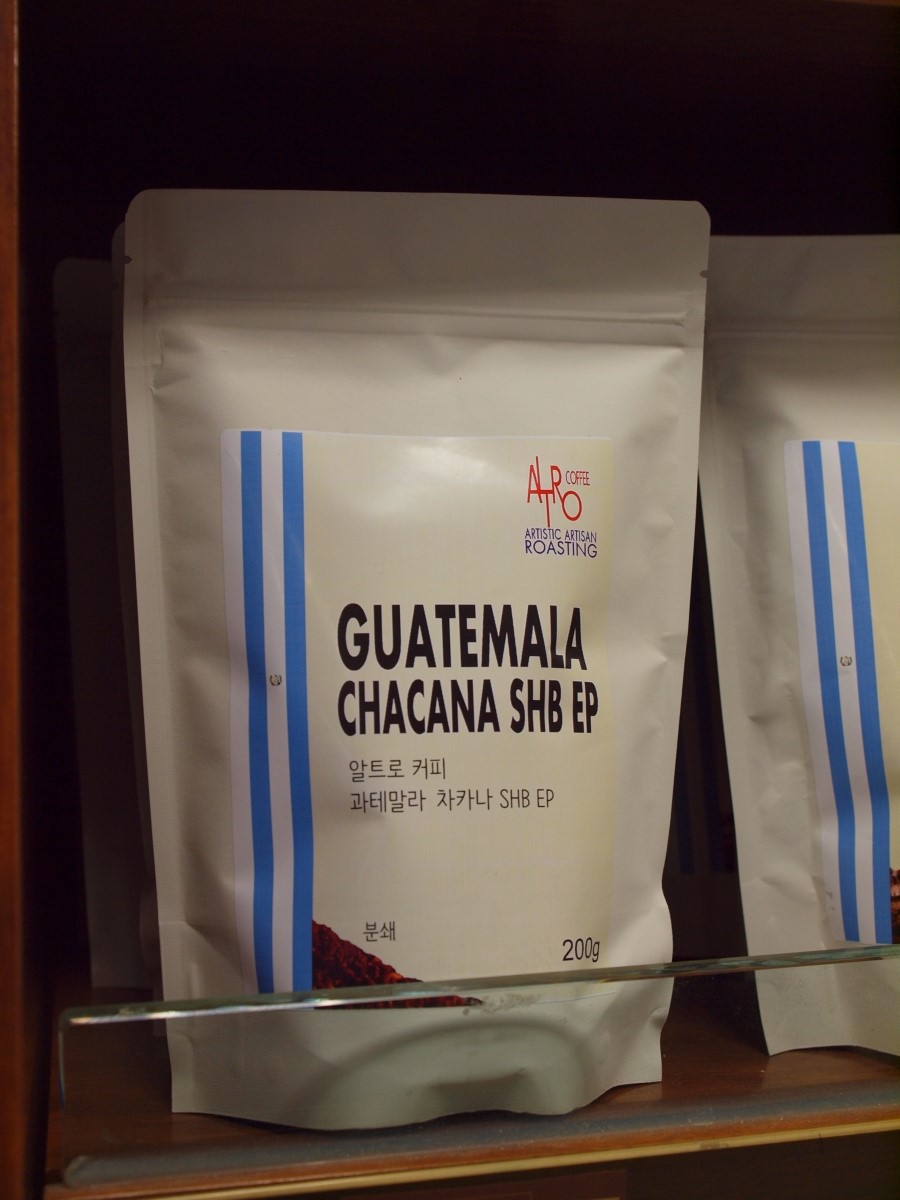 ALTRO COFFEE
ARTISTIC ARTISAN
ROASTING
GUATEMALA
CHACANA SHB EP
알트로 커피
과테말라 차카나 SHB EP
분쇄
200g